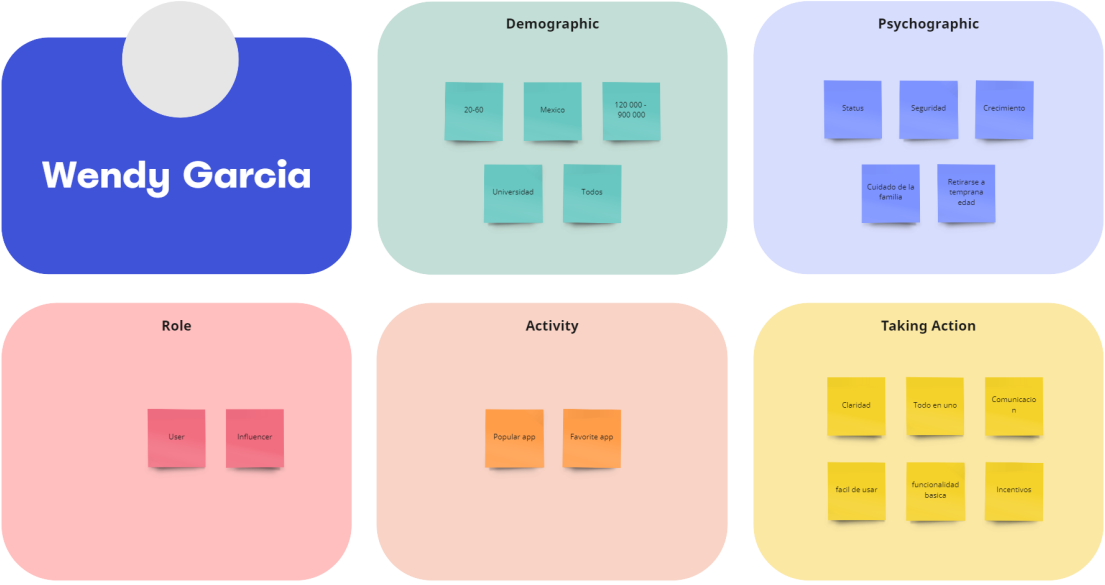 Wendy Garcia
Demographic
20-60
Mexico
120 000 -
900 000
Universidad
Todos
Psychographic
Status
Seguridad
Crecimiento
Cuidado de la
familia
Retirarse a
temprana
edad
Role
User
Influencer
Activity
Popular app
Favorite app
Taking Action
Claridad
Todo en uno
Comunicacio
n
facil de usar
funcionalidad
basica
Incentivos